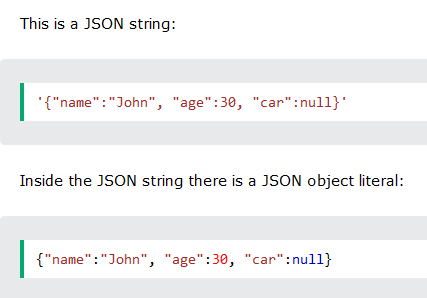 This is a JSON string:
'{"name":"John", "age":30, "car":null}'
Inside the JSON string there is a JSON object literal:
{"name":"John", "age":30, "car":null}